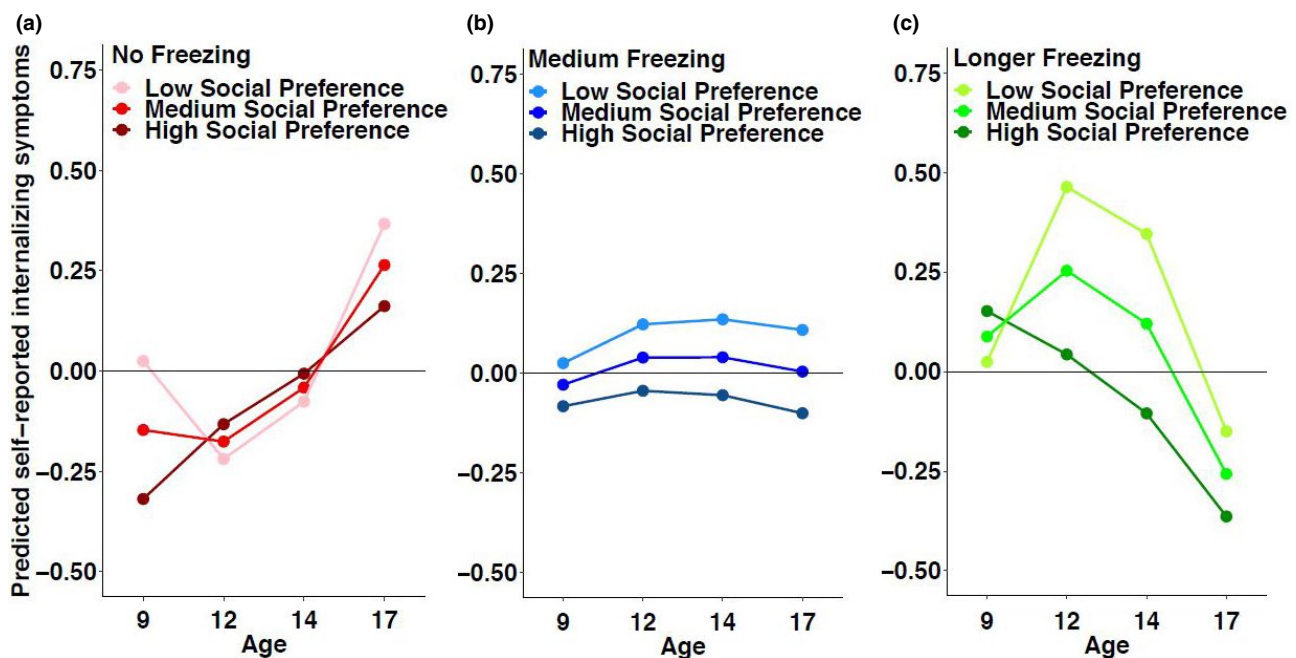 (a)
Predicted self-reported internalizing symptoms
No Freezing
Low Social Preference
Medium Social Preference
High Social Preference
0.75
0.50
0.25
0.00
−0.25
−0.50
9 12 14 17
Age
(b)
Medium Freezing
Low Social Preference
Medium Social Preference
High Social Preference
0.75
0.50
0.25
0.00
−0.25
−0.50
9 12 14 17
Age
(c)
Longer Freezing
Low Social Preference
Medium Social Preference
High Social Preference
0.75
0.50
0.25
0.00
−0.25
−0.50
9 12 14 17
Age